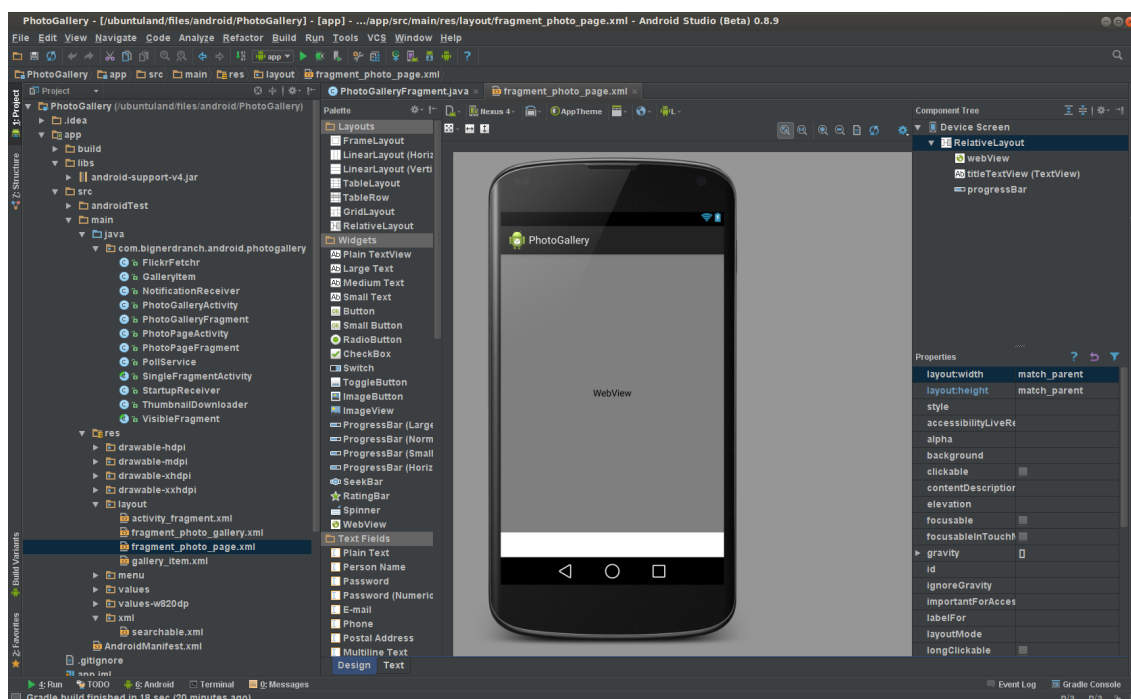 PhotoGallery - [/ubuntuland/files/android/PhotoGallery] - [app] - .../app/src/main/res/layout/fragment_photo_page.xml - Android Studio (Beta) 0.8.9
File Edit View Navigate Code Analyze Refactor Build Run Tools VCS Window Help
app
PhotoGallery app src main res layout fragment_photo_page.xml
Project
PhotoGalleryFragment.java fragment_photo_page.xml
1: Project
Z: Structure
Build Variants
2: Favorites
PhotoGallery (/ubuntuland/files/android/PhotoGallery)
.idea
app
build
libs
android-support-v4.jar
src
androidTest
main
java
com.bignerdranch.android.photogallery
FlickrFetchr
GalleryItem
NotificationReceiver
PhotoGalleryActivity
PhotoGalleryFragment
PhotoPageActivity
PhotoPageFragment
PollService
SingleFragmentActivity
StartupReceiver
ThumbnailDownloader
VisibleFragment
res
drawable-hdpi
drawable-mdpi
drawable-xhdpi
drawable-xxhdpi
layout
activity_fragment.xml
fragment_photo_gallery.xml
fragment_photo_page.xml
gallery_item.xml
menu
values
values-w820dp
xml
searchable.xml
AndroidManifest.xml
.gitignore
app.iml
Palette
Layouts
FrameLayout
LinearLayout (Horiz
LinearLayout (Verti
TableLayout
TableRow
GridLayout
RelativeLayout
Widgets
Plain TextView
Large Text
Medium Text
Small Text
Button
Small Button
RadioButton
CheckBox
Switch
ToggleButton
ImageButton
ImageView
ProgressBar (Large
ProgressBar (Norm
ProgressBar (Small
ProgressBar (Horiz
SeekBar
RatingBar
Spinner
WebView
Text Fields
Plain Text
Person Name
Password
Password (Numeric
E-mail
Phone
Postal Address
Multiline Text
Design Text
Nexus 4 AppTheme L
PhotoGallery
WebView
Component Tree
Device Screen
RelativeLayout
webView
titleTextView (TextView)
progressBar
Properties
layout:width match_parent
layout:height match_parent
style
accessibilityLiveRe
alpha
background
clickable
contentDescription
elevation
focusable
focusableInTouchM
gravity []
id
ignoreGravity
importantForAcces
labelFor
layoutMode
longClickable
4: Run TODO 6: Android Terminal 0: Messages Event Log Gradle Console
Gradle build finished in 18 sec (20 minutes ago) n/a n/a